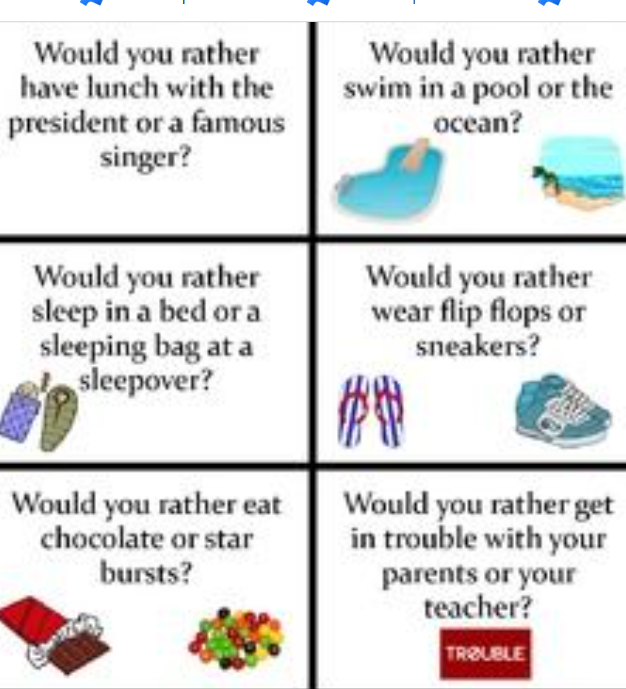 Would you rather
have lunch with the
president or a famous
singer?
Would you rather
swim in a pool or the
ocean?
Would you rather
sleep in a bed or a
sleeping bag at a
sleepover?
Would you rather
wear flip flops or
sneakers?
Would you rather eat
chocolate or star
bursts?
Would you rather get
in trouble with your
parents or your
teacher?
TRØUBLE